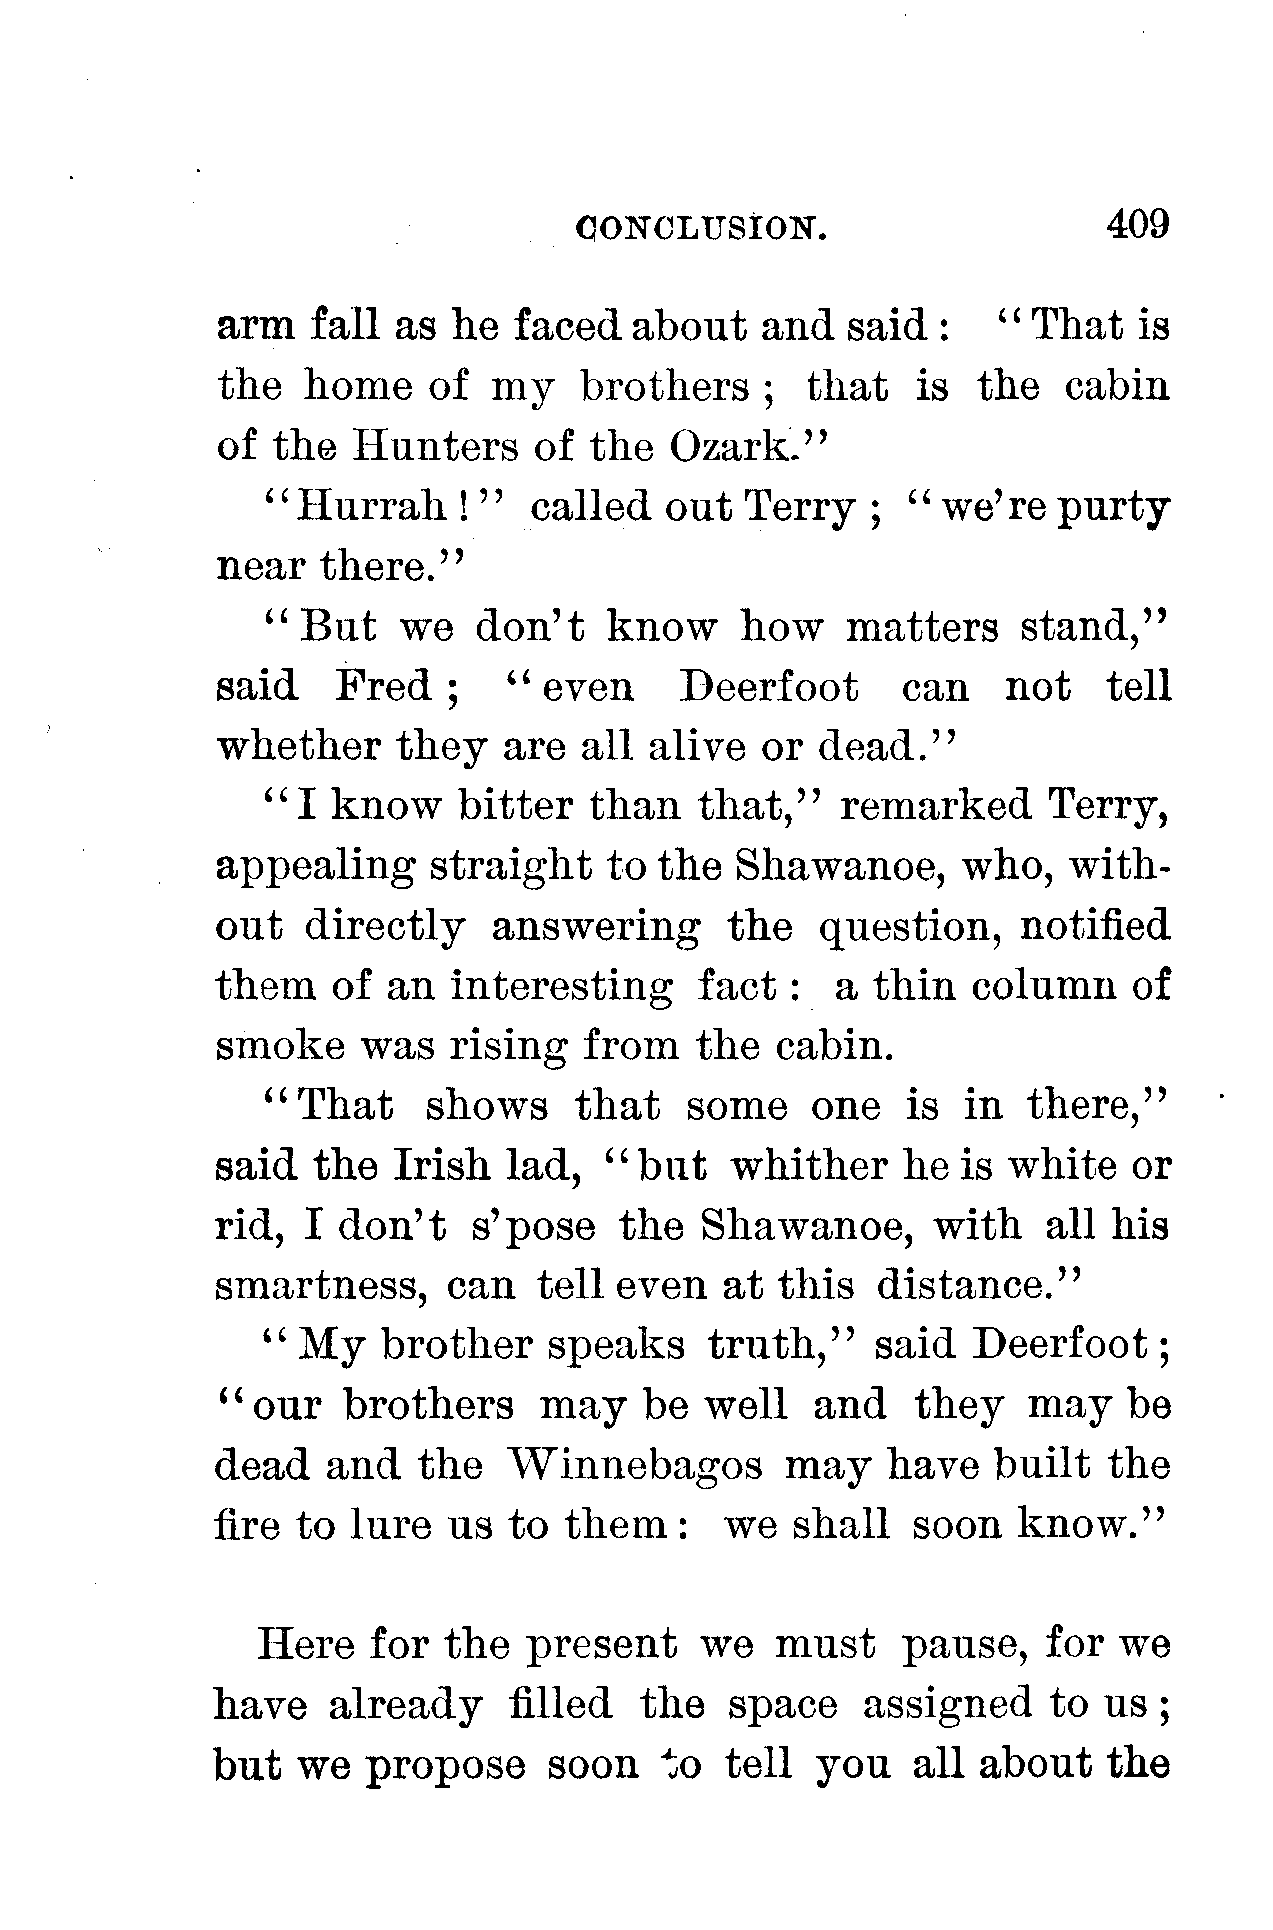 CONCLUSION. 409
arm fall as he faced about and said : "That is
the home of my brothers ; that is the cabin
of the Hunters of the Ozark."
"Hurrah !" called out Terry ; "we're purty
near there."
"But we don't know how matters stand,"
said Fred ; "even Deerfoot can not tell
whether they are all alive or dead."
"I know bitter than that," remarked Terry,
appealing straight to the Shawanoe, who, with-
out directly answering the question, notified
them of an interesting fact : a thin column of
smoke was rising from the cabin.
"That shows that some one is in there,"
said the Irish lad, "but whither he is white or
rid, I don't s'pose the Shawanoe, with all his
smartness, can tell even at this distance."
"My brother speaks truth," said Deerfoot ;
"our brothers may be well and they may be
dead and the Winnebagos may have built the
fire to lure us to them : we shall soon know."
Here for the present we must pause, for we
have already filled the space assigned to us ;
but we propose soon to tell you all about the